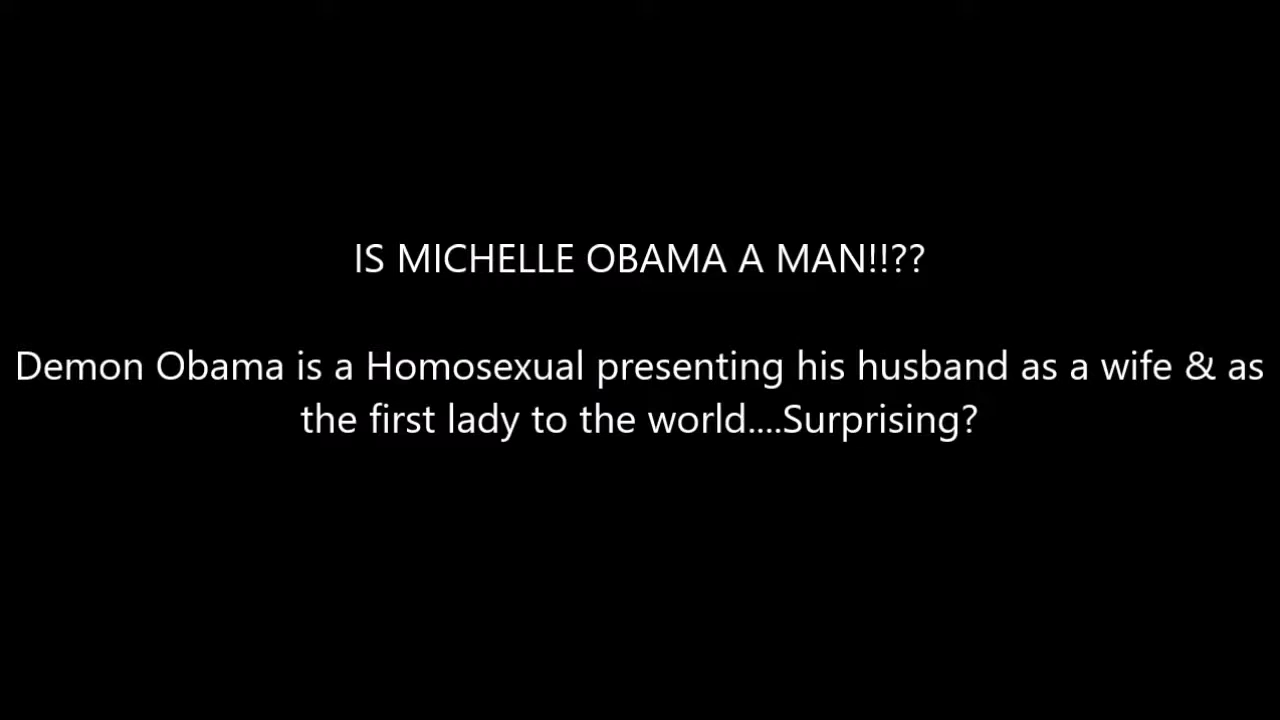 IS MICHELLE OBAMA A MAN!!??
Demon Obama is a Homosexual presenting his husband as a wife & as
the first lady to the world....Surprising?